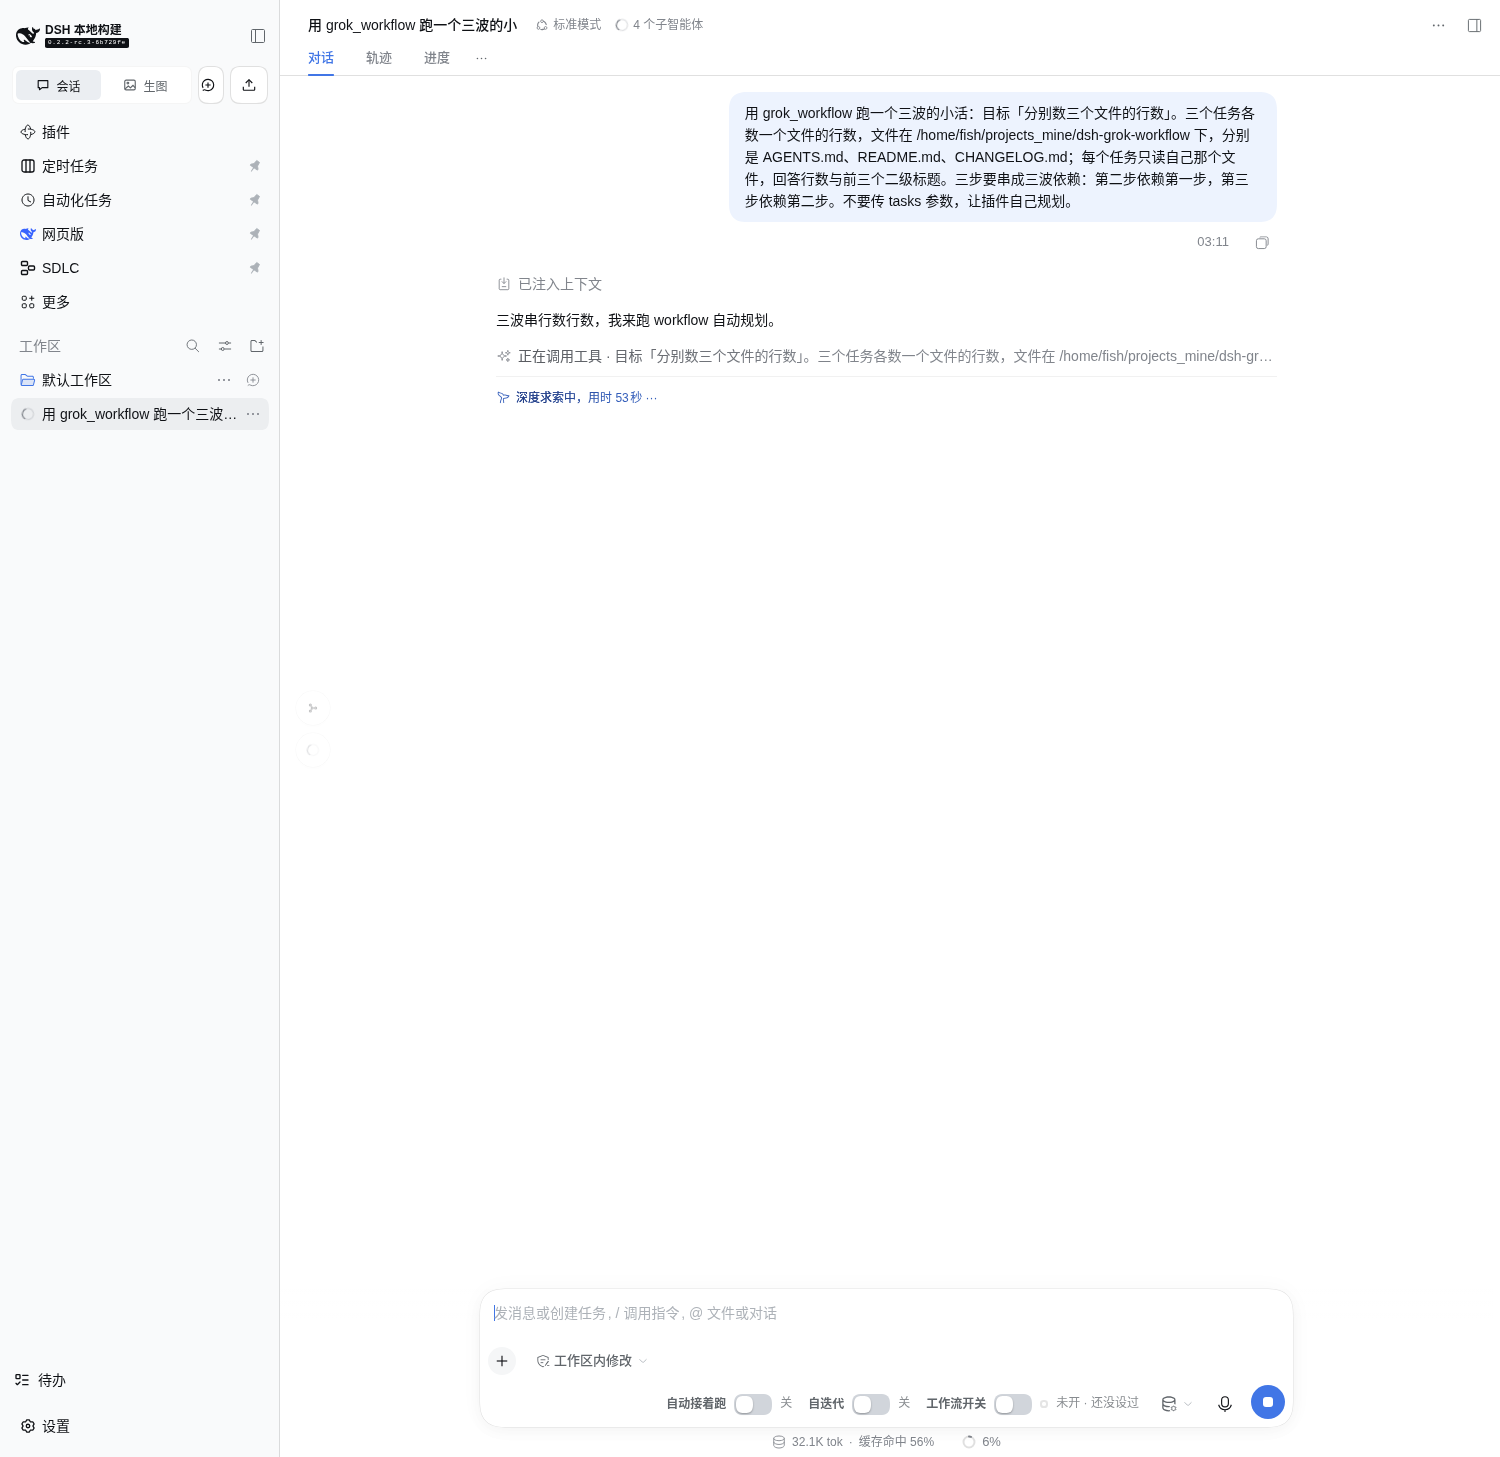 DSH 本地构建
0.2.2-rc.3-6b729fe
会话
生图
插件
定时任务
自动化任务
网页版
SDLC
更多
工作区
默认工作区
用 grok_workflow 跑一个三波…
待办
设置
用 grok_workflow 跑一个三波的小
标准模式
4 个子智能体
对话
轨迹
进度
用 grok_workflow 跑一个三波的小活：目标「分别数三个文件的行数」。三个任务各
数一个文件的行数，文件在 /home/fish/projects_mine/dsh-grok-workflow 下，分别
是 AGENTS.md、README.md、CHANGELOG.md；每个任务只读自己那个文
件，回答行数与前三个二级标题。三步要串成三波依赖：第二步依赖第一步，第三
步依赖第二步。不要传 tasks 参数，让插件自己规划。
03:11
已注入上下文
三波串行数行数，我来跑 workflow 自动规划。
正在调用工具 · 目标「分别数三个文件的行数」。三个任务各数一个文件的行数，文件在 /home/fish/projects_mine/dsh-gr…
深度求索中，用时 53秒 ···
发消息或创建任务, / 调用指令, @ 文件或对话
工作区内修改
自动接着跑 关 自迭代 关 工作流开关 未开 · 还没设过
32.1K tok · 缓存命中 56% 6%